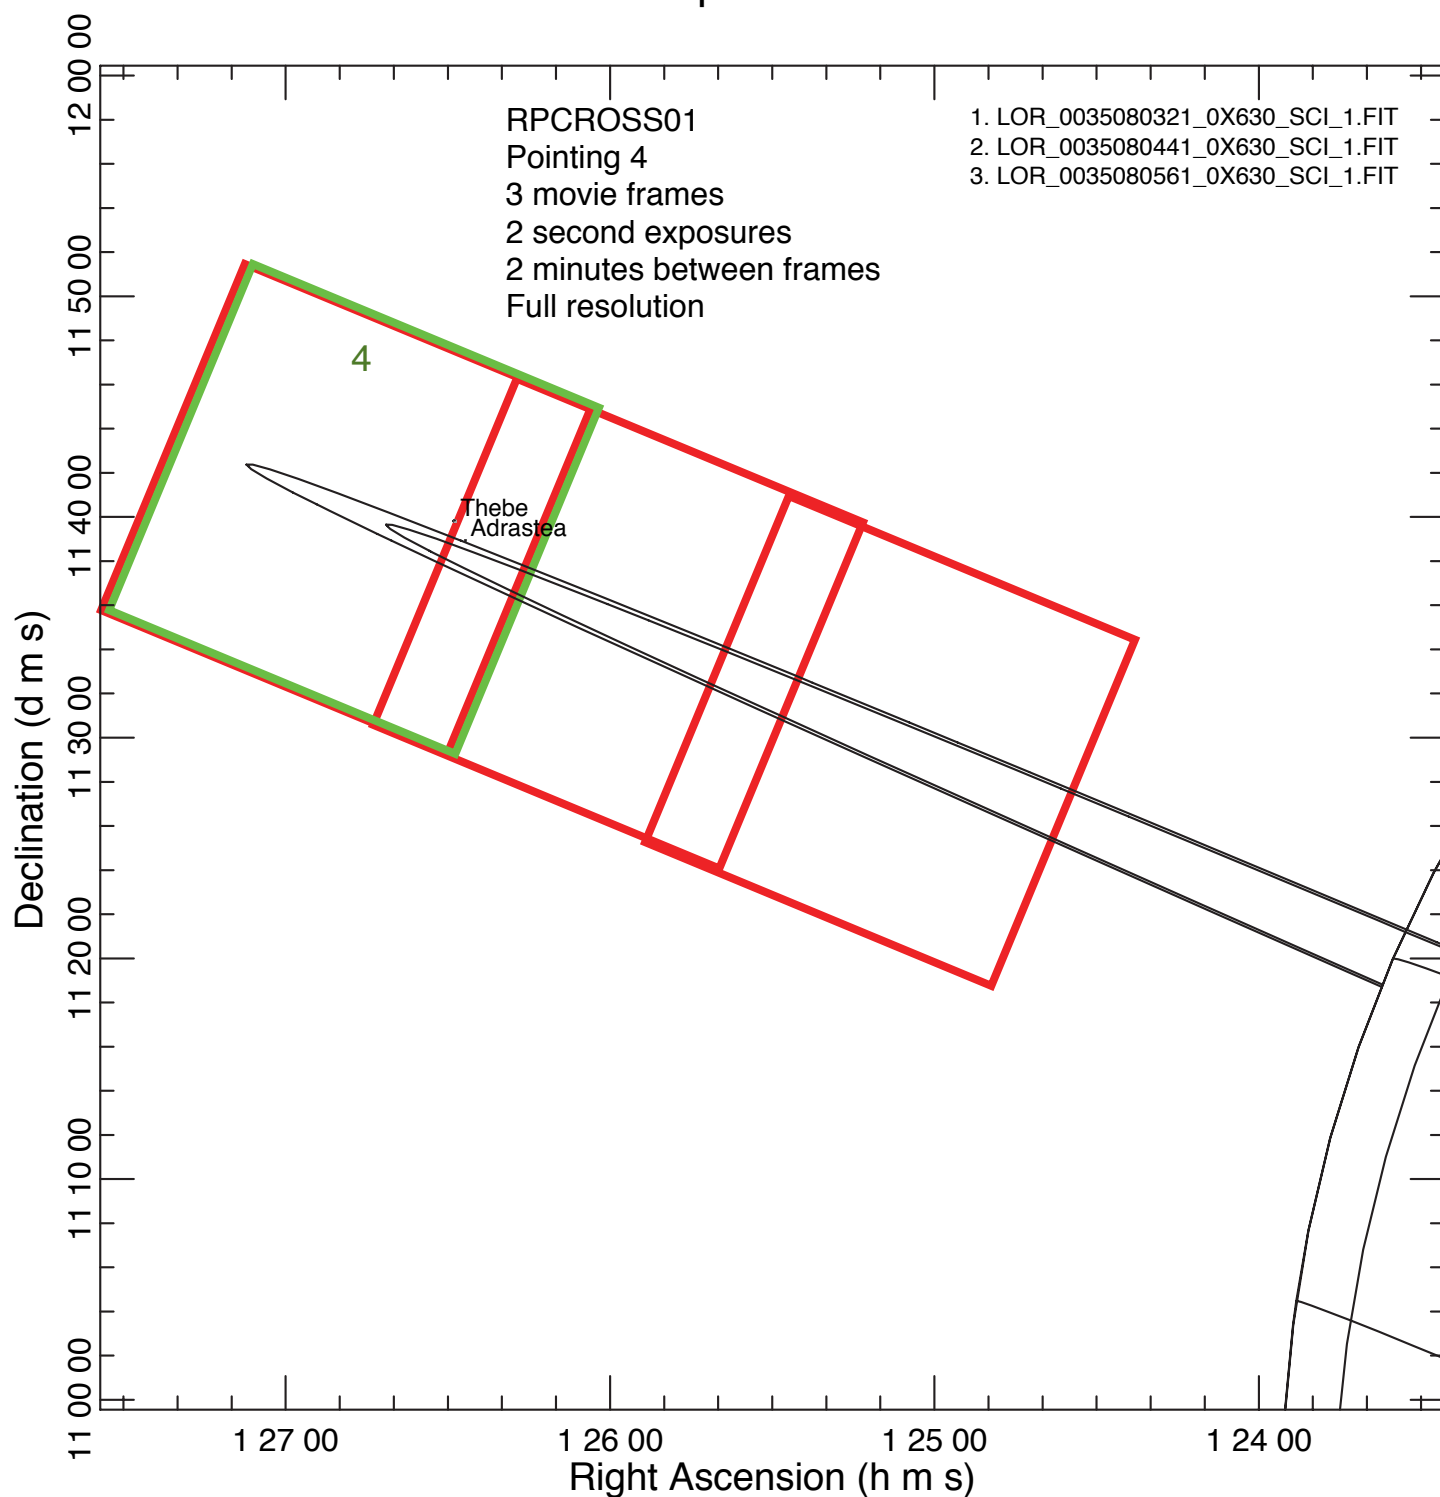 RPCROSS01
Pointing 4
3 movie frames
2 second exposures
2 minutes between frames
Full resolution
1. LOR_0035080321_0X630_SCI_1.FIT
2. LOR_0035080441_0X630_SCI_1.FIT
3. LOR_0035080561_0X630_SCI_1.FIT
4
Thebe
Adrastea
Declination (d m s)
12 00 00
11 50 00
11 40 00
11 30 00
11 20 00
11 10 00
11 00 00
1 27 00
1 26 00
1 25 00
1 24 00
Right Ascension (h m s)